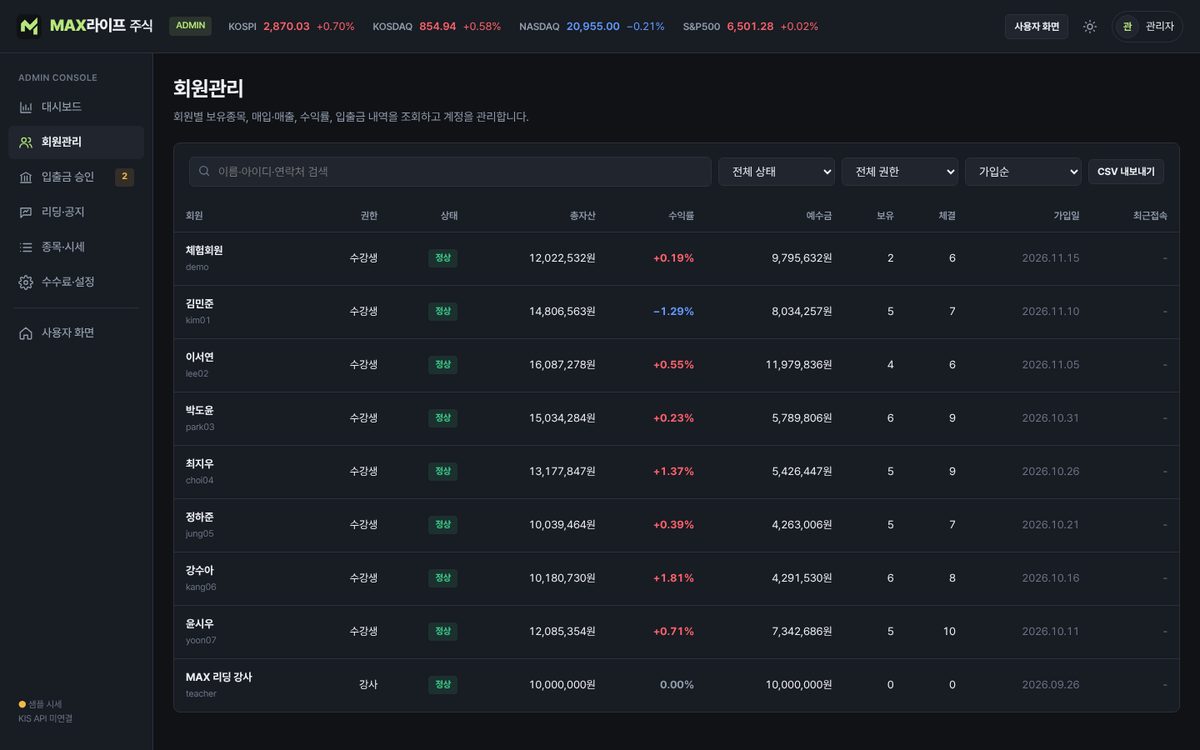 MAX라이프 주식 ADMIN KOSPI 2,870.03 +0.70% KOSDAQ 854.94 +0.58% NASDAQ 20,955.00 −0.21% S&P500 6,501.28 +0.02% 사용자 화면 관 관리자
ADMIN CONSOLE
대시보드
회원관리
입출금 승인 2
리딩·공지
종목·시세
수수료·설정
사용자 화면
샘플 시세
KIS API 미연결
회원관리
회원별 보유종목, 매입·매출, 수익률, 입출금 내역을 조회하고 계정을 관리합니다.
이름·아이디·연락처 검색 전체 상태 전체 권한 가입순 CSV 내보내기
회원 권한 상태 총자산 수익률 예수금 보유 체결 가입일 최근접속
체험회원 수강생 정상 12,022,532원 +0.19% 9,795,632원 2 6 2026.11.15 -
demo
김민준 수강생 정상 14,806,563원 −1.29% 8,034,257원 5 7 2026.11.10 -
kim01
이서연 수강생 정상 16,087,278원 +0.55% 11,979,836원 4 6 2026.11.05 -
lee02
박도윤 수강생 정상 15,034,284원 +0.23% 5,789,806원 6 9 2026.10.31 -
park03
최지우 수강생 정상 13,177,847원 +1.37% 5,426,447원 5 9 2026.10.26 -
choi04
정하준 수강생 정상 10,039,464원 +0.39% 4,263,006원 5 7 2026.10.21 -
jung05
강수아 수강생 정상 10,180,730원 +1.81% 4,291,530원 6 8 2026.10.16 -
kang06
윤시우 수강생 정상 12,085,354원 +0.71% 7,342,686원 5 10 2026.10.11 -
yoon07
MAX 리딩 강사 강사 정상 10,000,000원 0.00% 10,000,000원 0 0 2026.09.26 -
teacher